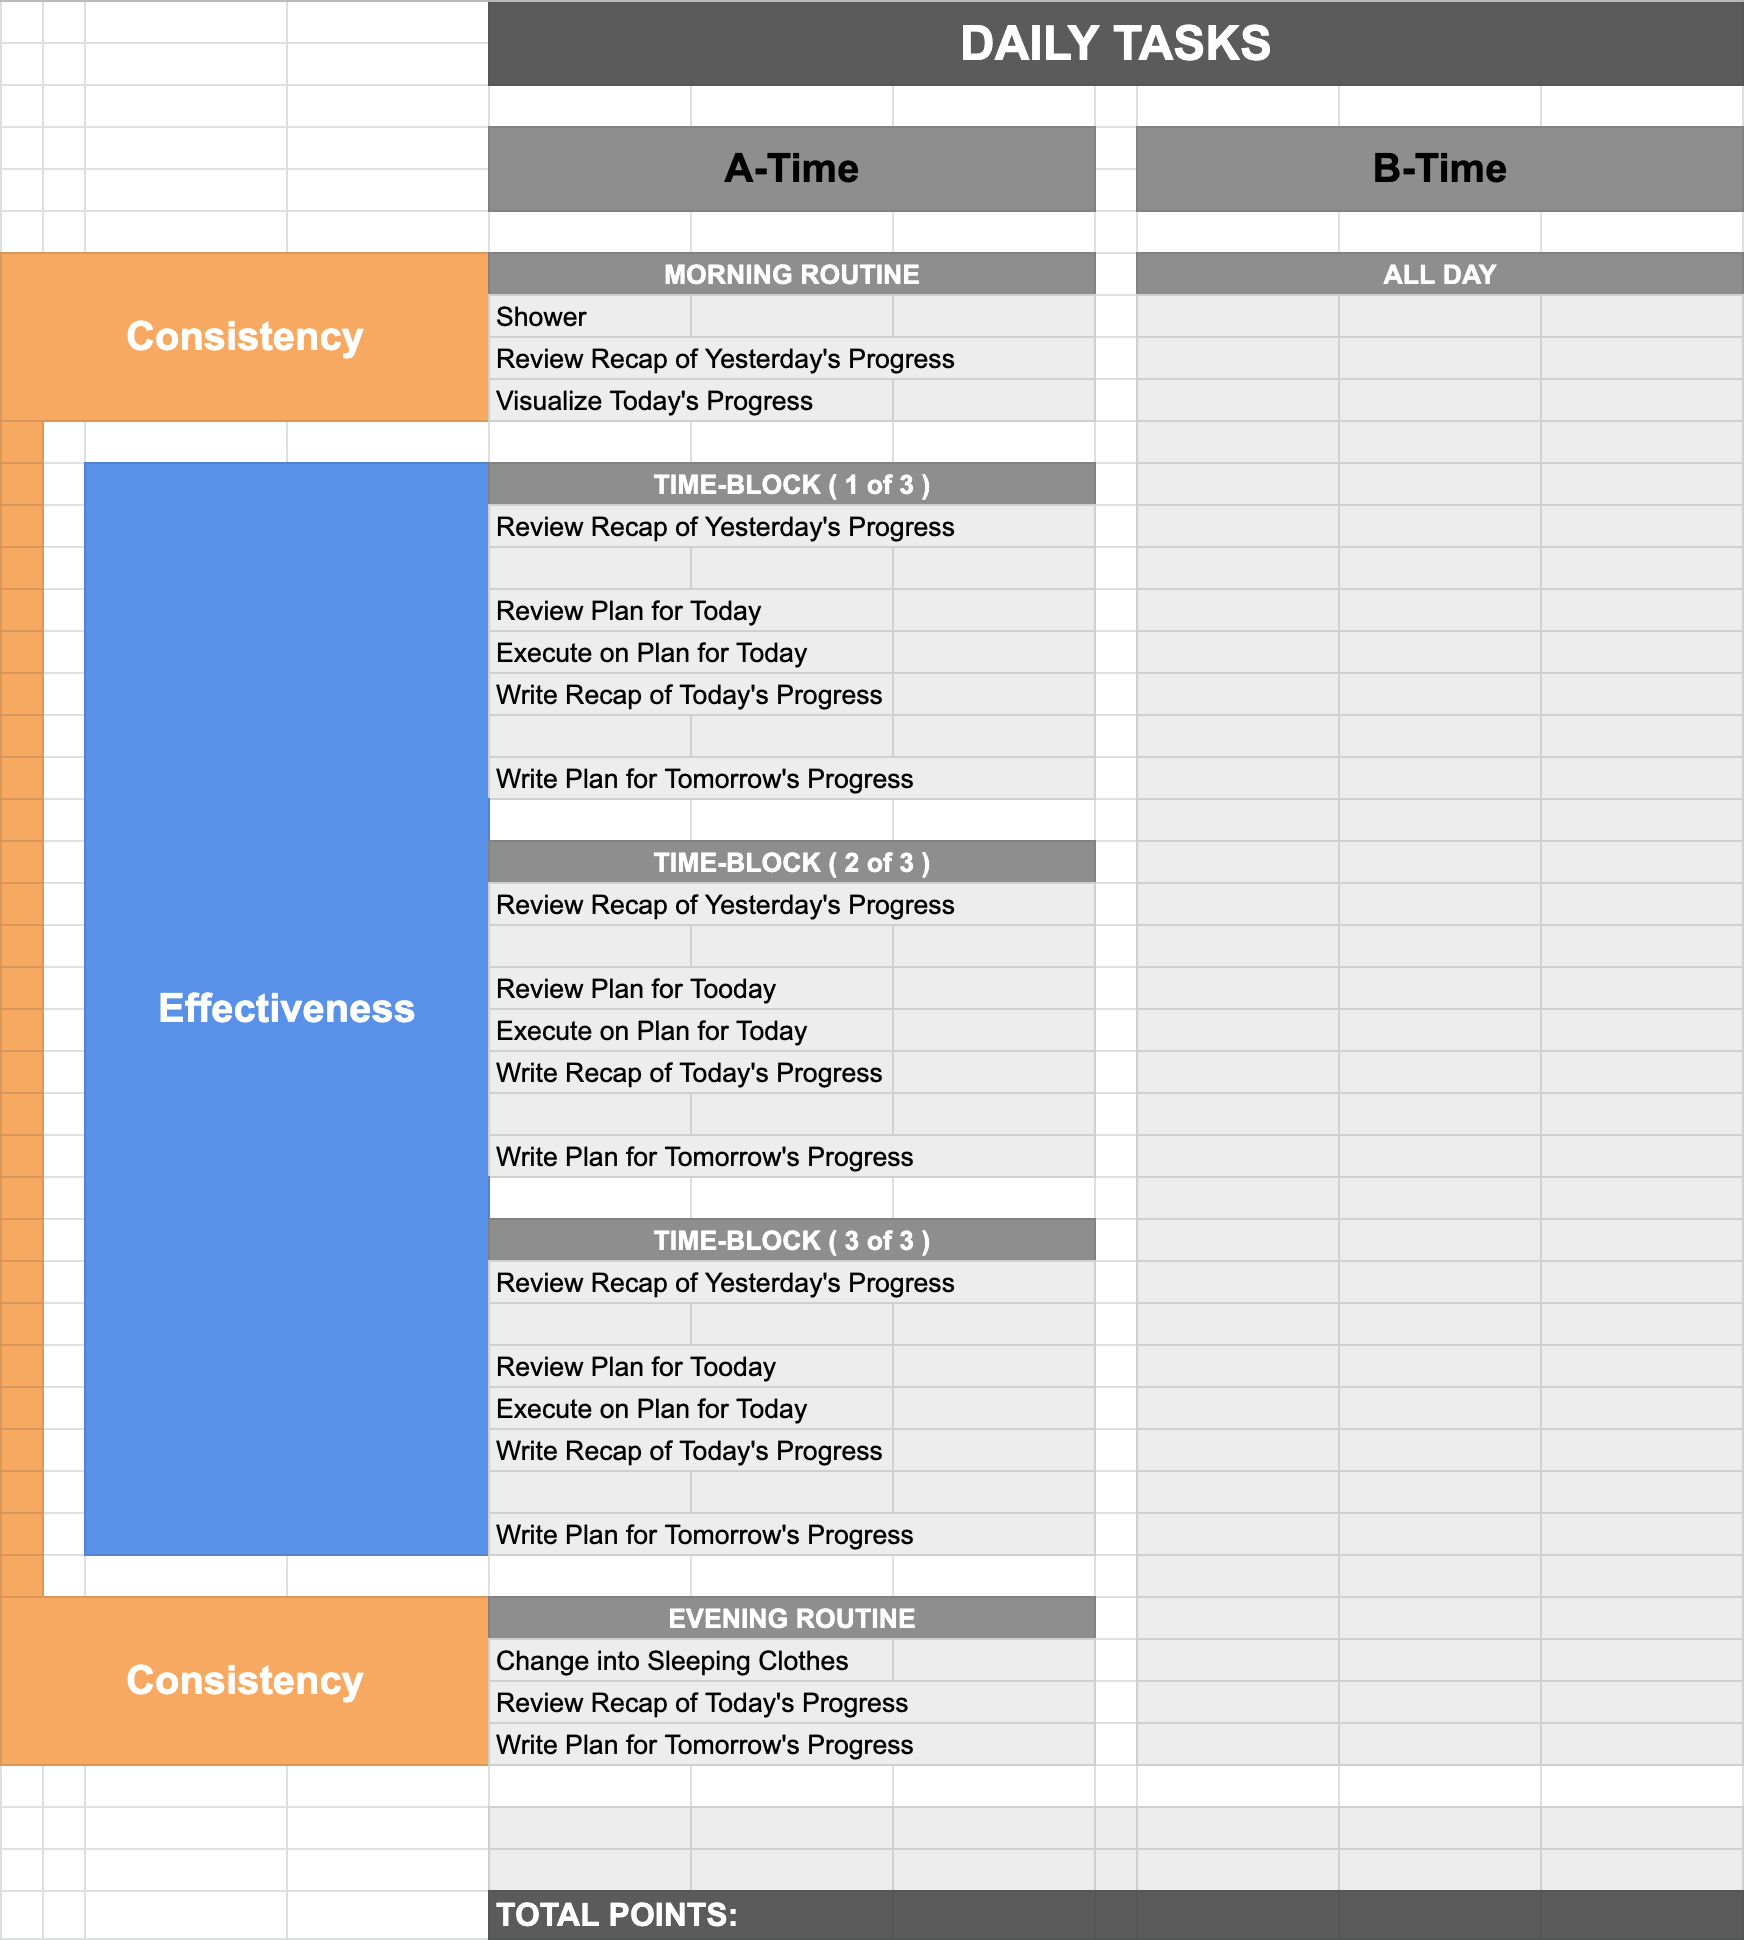 DAILY TASKS
A-Time
B-Time
Consistency
MORNING ROUTINE
ALL DAY
Shower
Review Recap of Yesterday's Progress
Visualize Today's Progress
Effectiveness
TIME-BLOCK ( 1 of 3 )
Review Recap of Yesterday's Progress
Review Plan for Today
Execute on Plan for Today
Write Recap of Today's Progress
Write Plan for Tomorrow's Progress
TIME-BLOCK ( 2 of 3 )
Review Recap of Yesterday's Progress
Review Plan for Tooday
Execute on Plan for Today
Write Recap of Today's Progress
Write Plan for Tomorrow's Progress
TIME-BLOCK ( 3 of 3 )
Review Recap of Yesterday's Progress
Review Plan for Tooday
Execute on Plan for Today
Write Recap of Today's Progress
Write Plan for Tomorrow's Progress
Consistency
EVENING ROUTINE
Change into Sleeping Clothes
Review Recap of Today's Progress
Write Plan for Tomorrow's Progress
TOTAL POINTS: